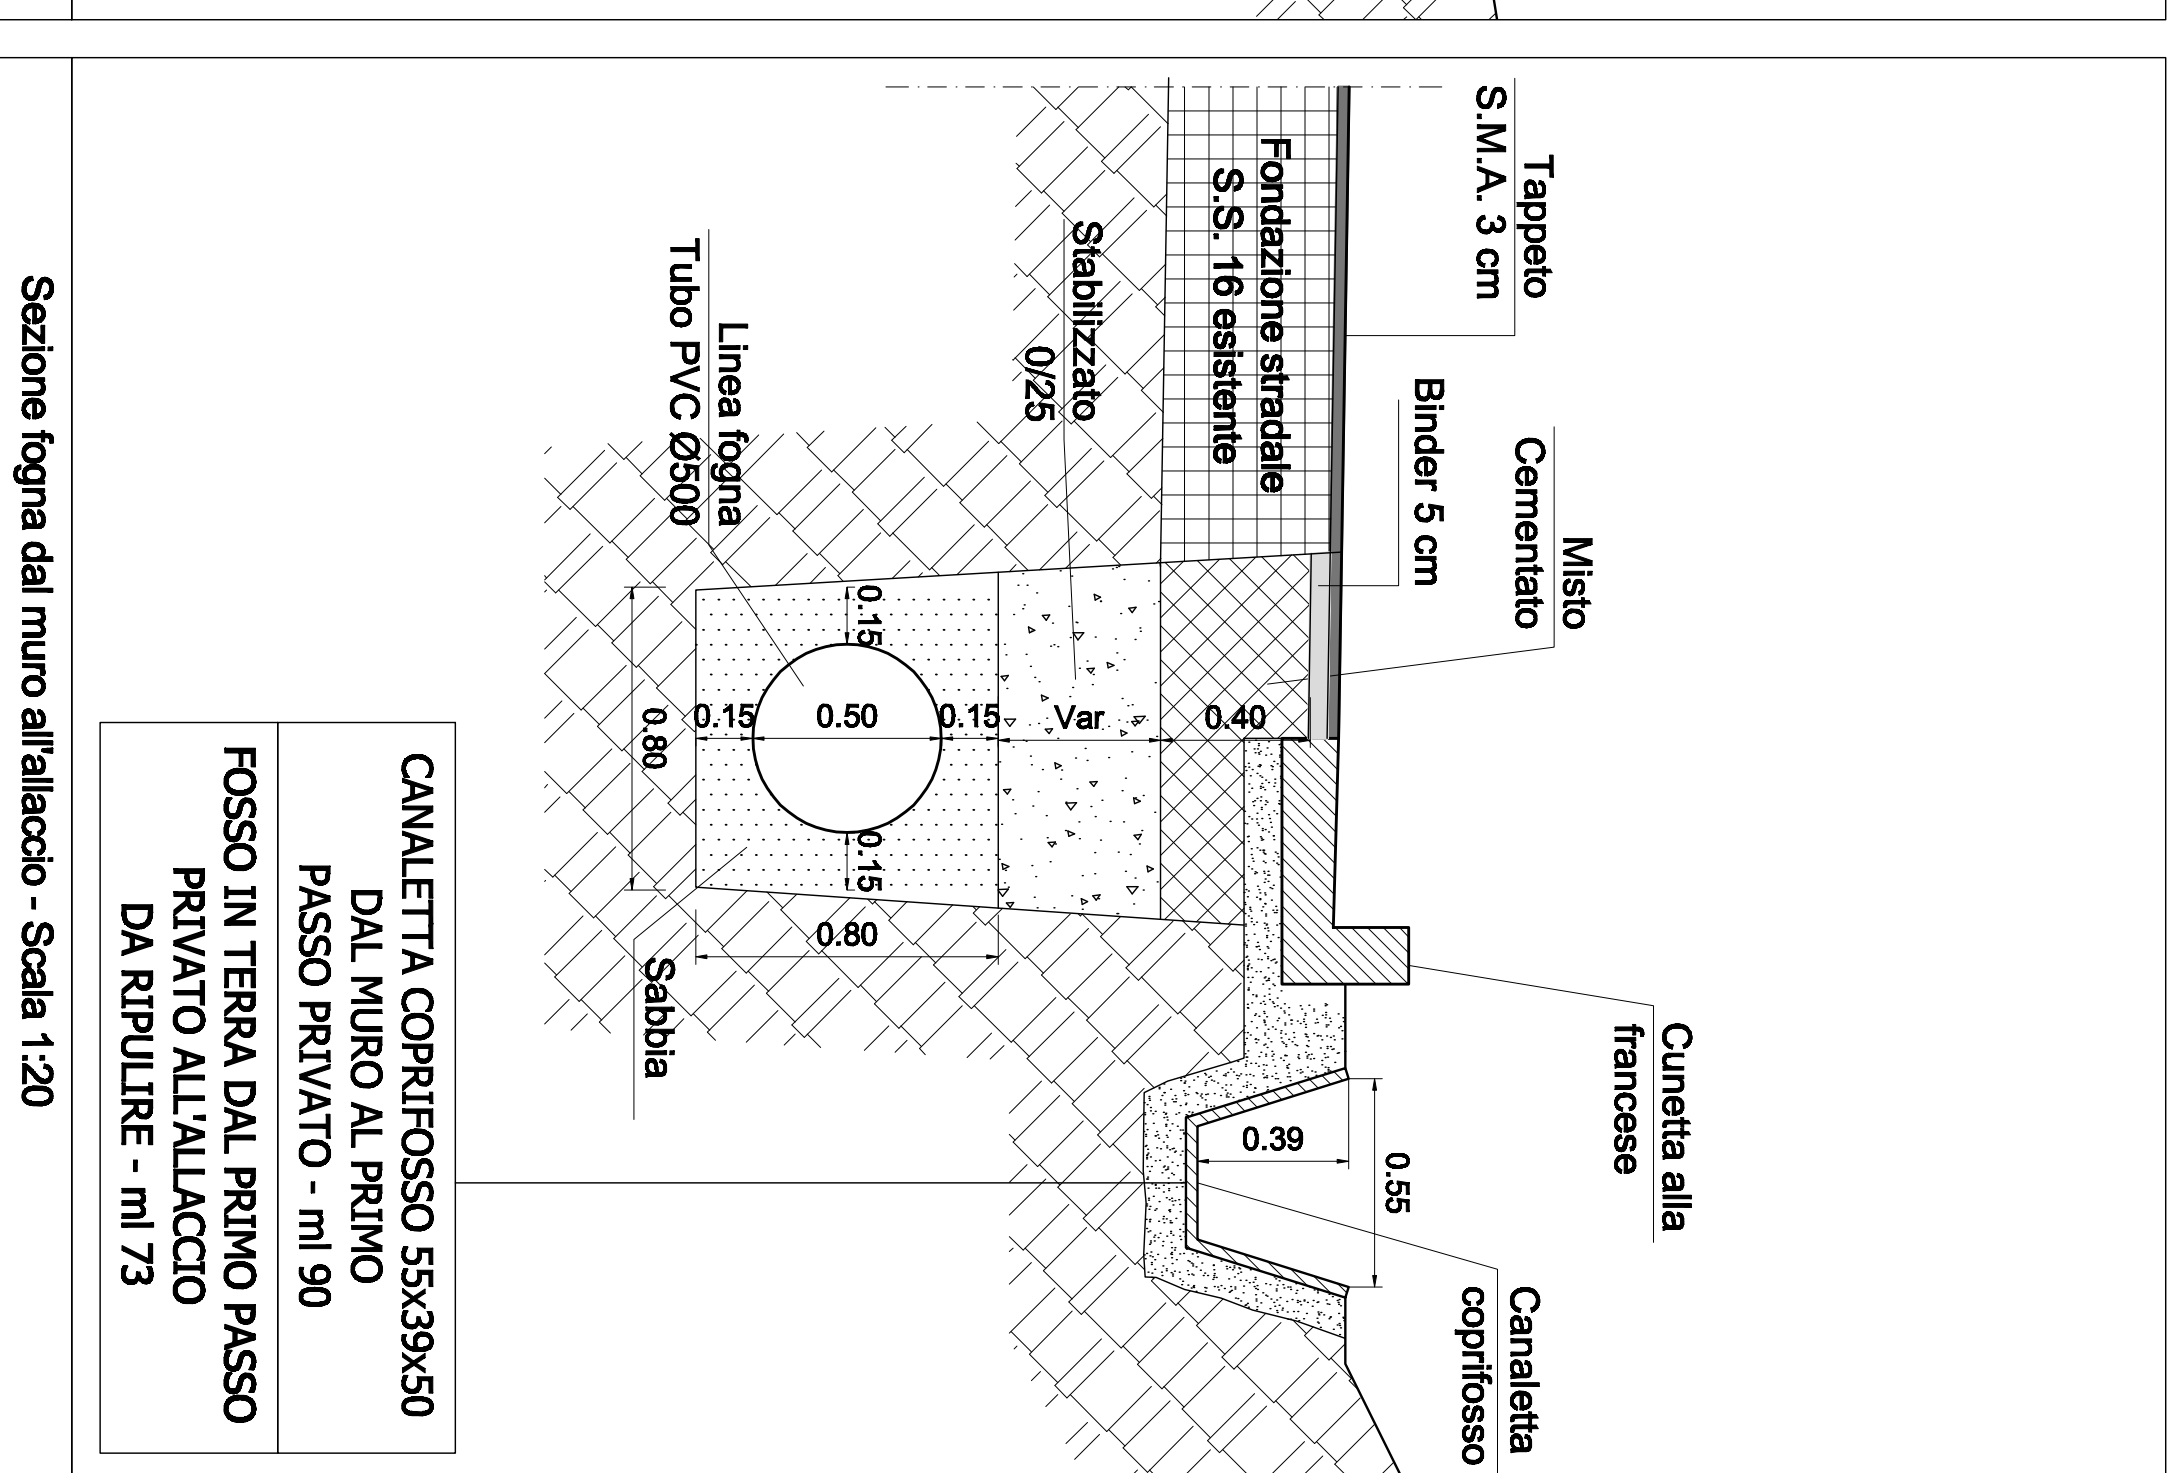 Tappeto
S.M.A. 3 cm
Misto
Cementato
Binder 5 cm
Fondazione stradale
S.S. 16 esistente
Stabilizzato
0/25
Linea fogna
Tubo PVC Ø500
Cunetta alla
francese
Canaletta
coprifosso
0.55
0.39
0.40
Var
0.15
0.50
0.15
0.15
0.15
0.80
0.80
Sabbia
CANALETTA COPRIFOSSO 55x39x50
DAL MURO AL PRIMO
PASSO PRIVATO - ml 90
FOSSO IN TERRA DAL PRIMO PASSO
PRIVATO ALL'ALLACCIO
DA RIPULIRE - ml 73
Sezione fogna dal muro all'allaccio - Scala 1:20